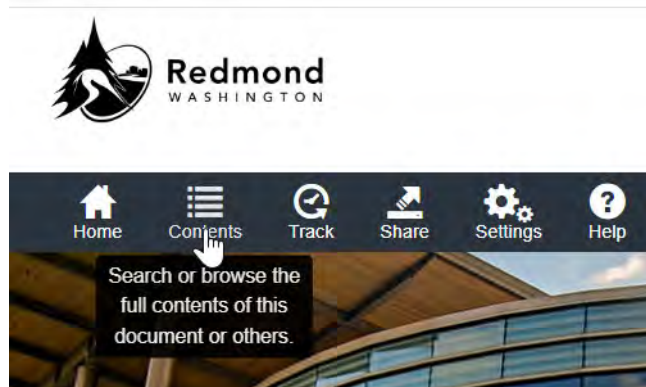 Redmond
WASHINGTON
Home Contents Track Share Settings Help
Search or browse the
full contents of this
document or others.